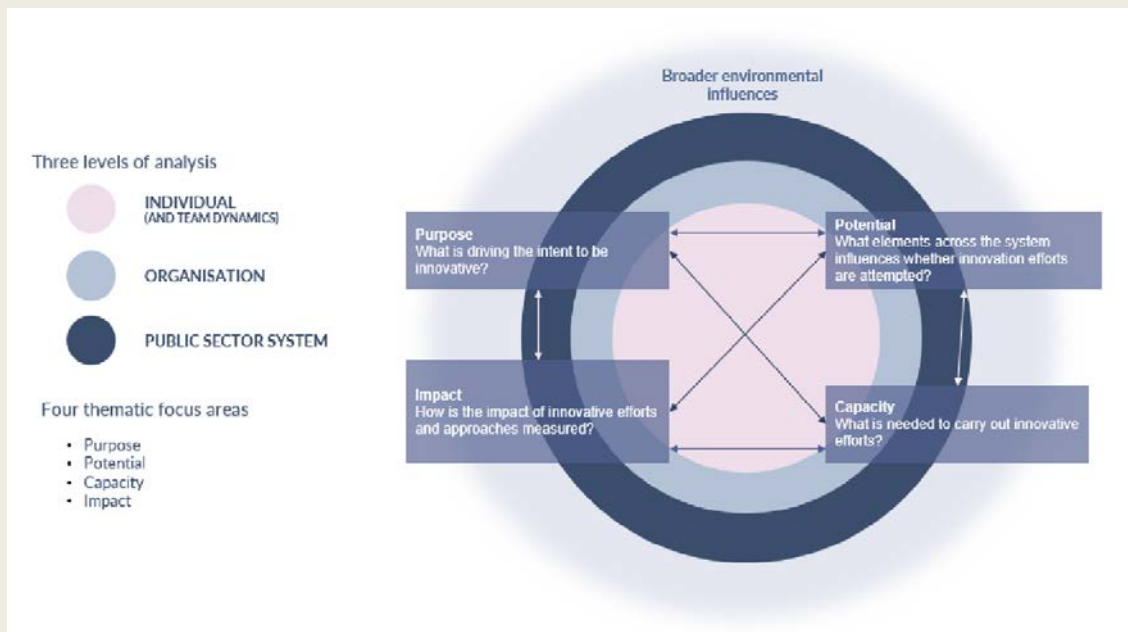 Broader environmental
influences
Three levels of analysis
INDIVIDUAL
(AND TEAM DYNAMICS)
ORGANISATION
PUBLIC SECTOR SYSTEM
Four thematic focus areas
• Purpose
• Potential
• Capacity
• Impact
Purpose
What is driving the intent to be
innovative?
Potential
What elements across the system
influences whether innovation efforts
are attempted?
Impact
How is the impact of innovative efforts
and approaches measured?
Capacity
What is needed to carry out innovative
efforts?